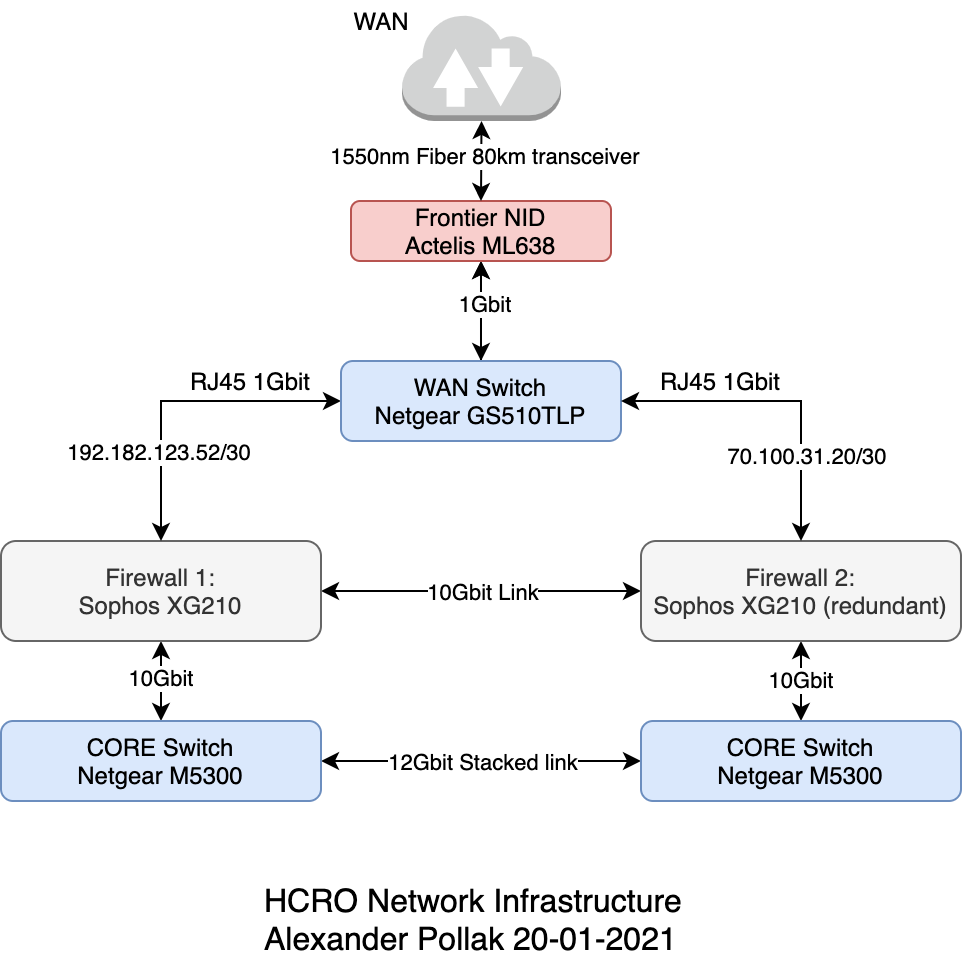 WAN
1550nm Fiber 80km transceiver
Frontier NID
Actelis ML638
1Gbit
RJ45 1Gbit
WAN Switch
Netgear GS510TLP
RJ45 1Gbit
192.182.123.52/30
70.100.31.20/30
Firewall 1:
Sophos XG210
10Gbit Link
Firewall 2:
Sophos XG210 (redundant)
10Gbit
10Gbit
CORE Switch
Netgear M5300
12Gbit Stacked link
CORE Switch
Netgear M5300
HCRO Network Infrastructure
Alexander Pollak 20-01-2021